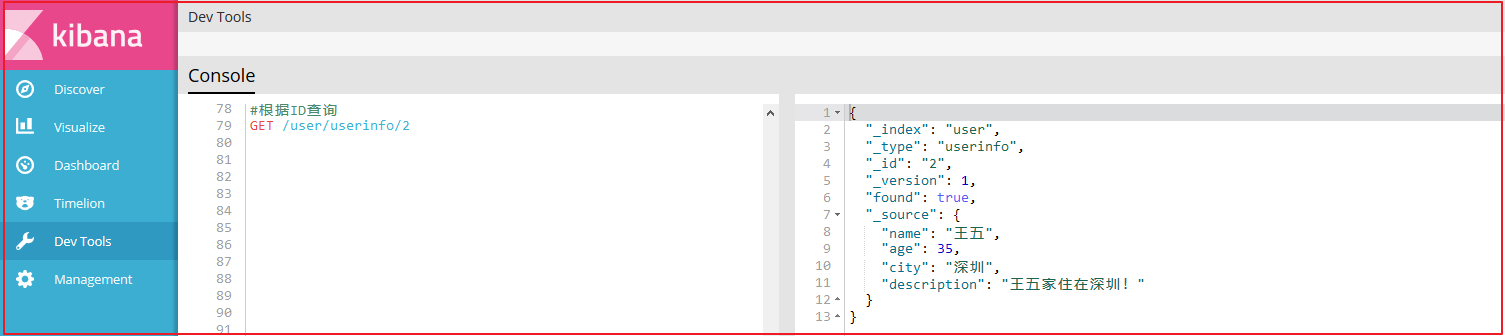 kibana
Discover
Visualize
Dashboard
Timelion
Dev Tools
Management
Dev Tools
Console
78 #根据ID查询
79 GET /user/userinfo/2
80
81
82
83
84
85
86
87
88
89
90
91
1 {
2 "_index": "user",
3 "_type": "userinfo",
4 "_id": "2",
5 "_version": 1,
6 "found": true,
7 "_source": {
8 "name": "王五",
9 "age": 35,
10 "city": "深圳",
11 "description": "王五家住在深圳！"
12 }
13 }